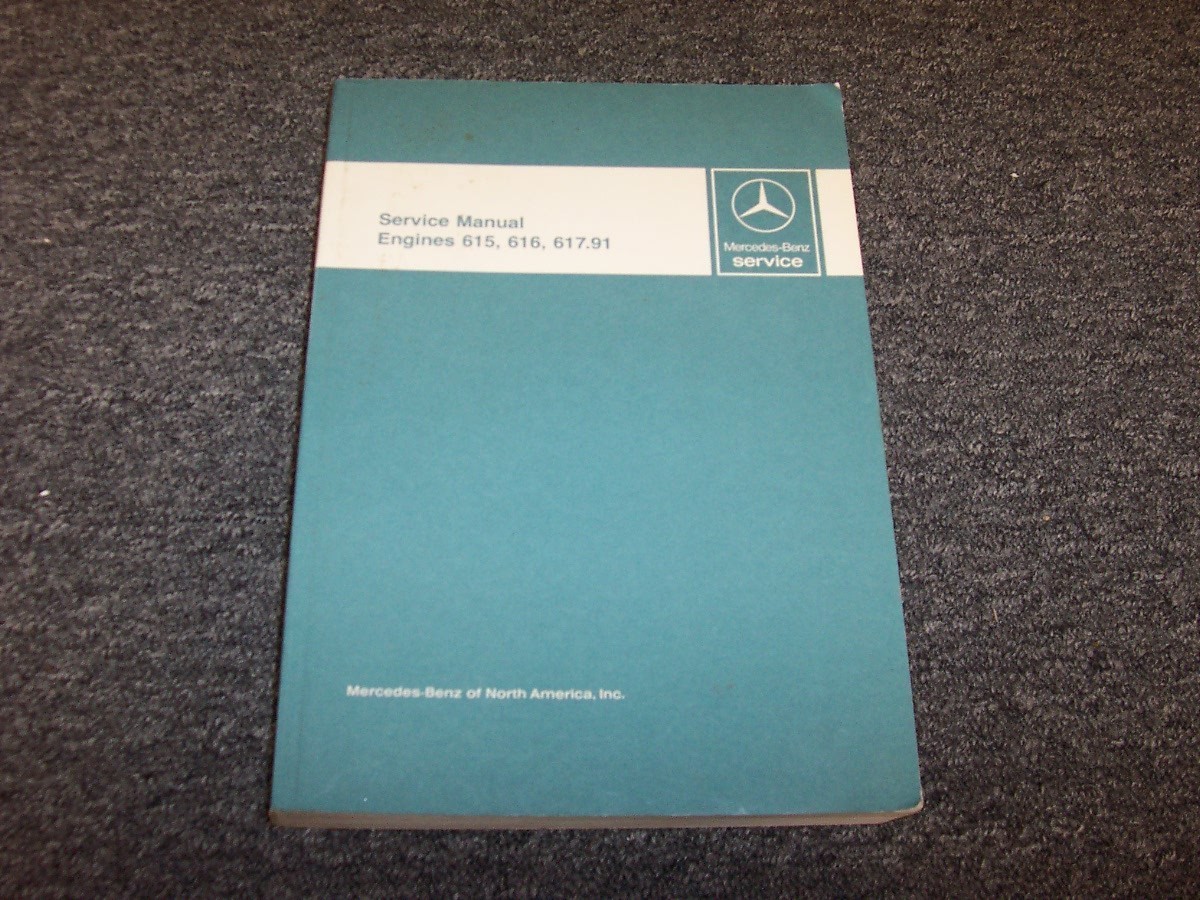 Service Manual
Engines 615, 616, 617.91
Mercedes-Benz
service
Mercedes-Benz of North America, Inc.